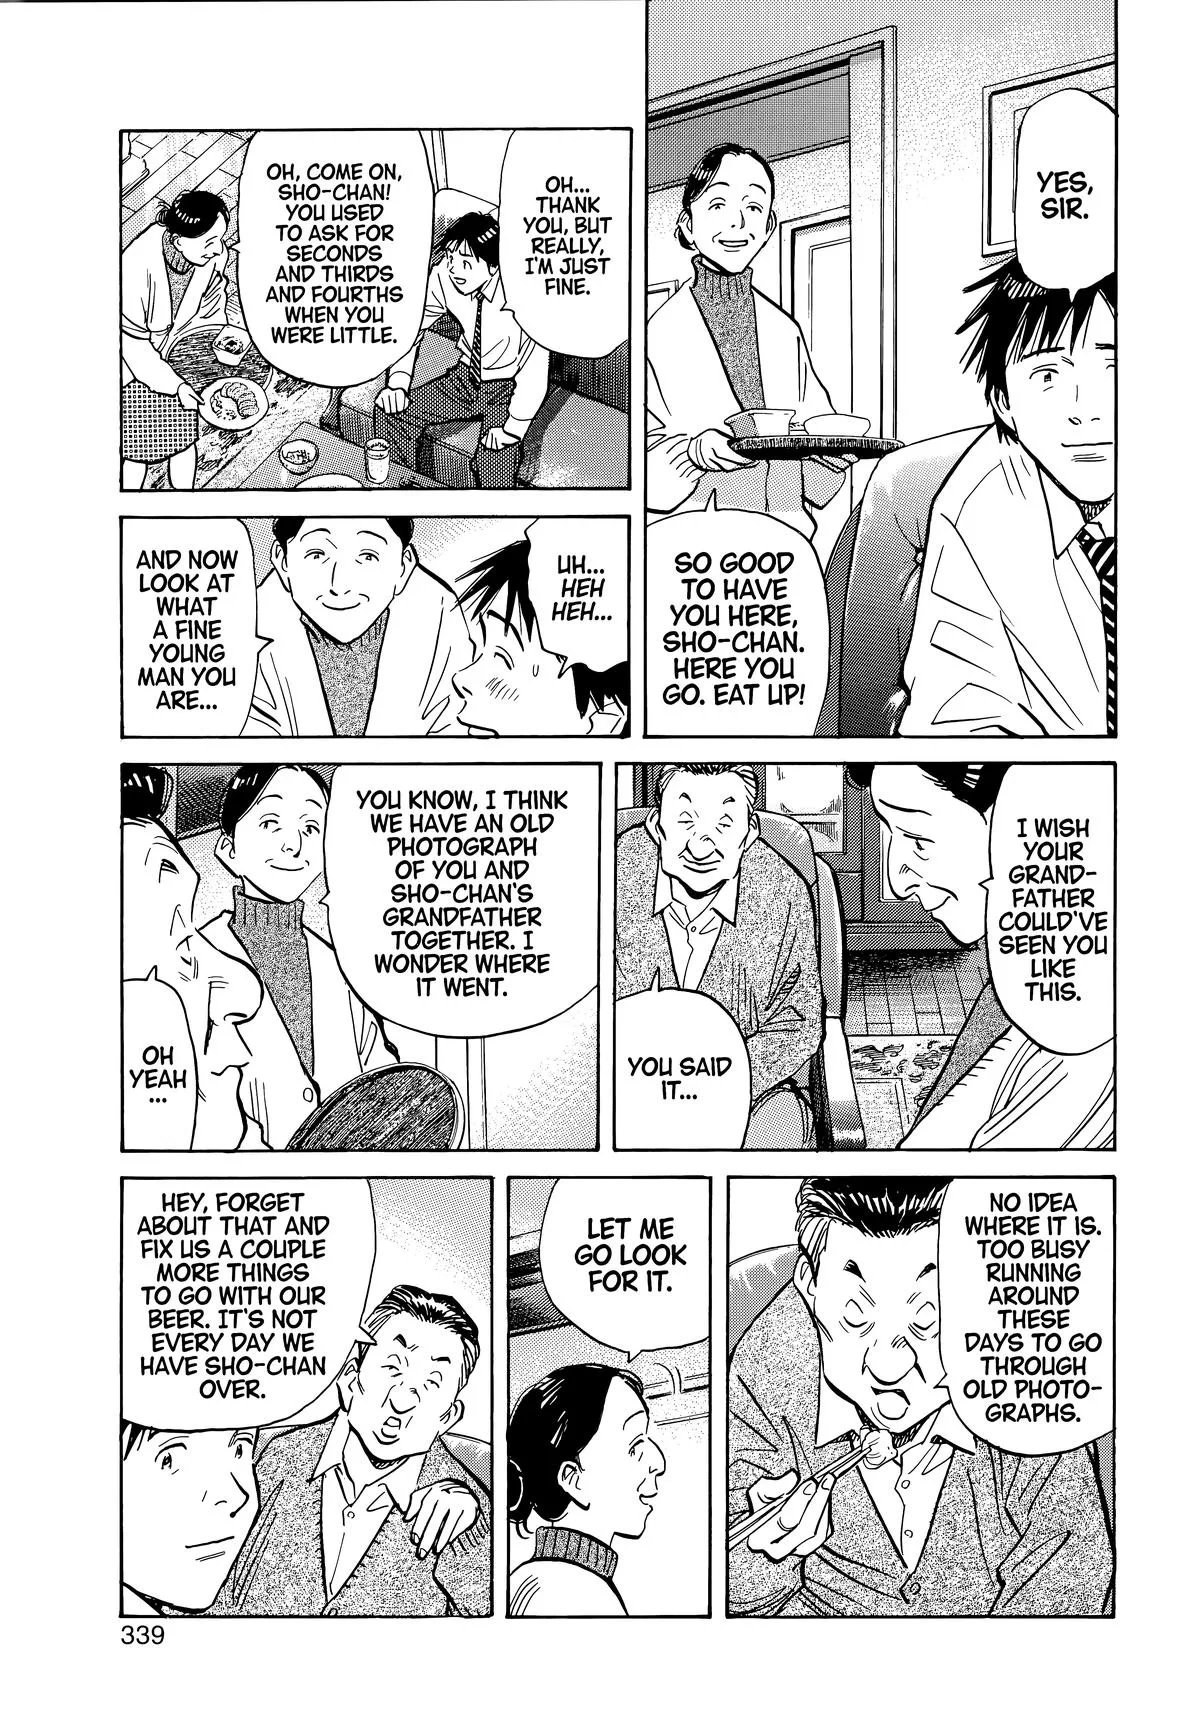 YES,
SIR.
SO GOOD
TO HAVE
YOU HERE,
SHO-CHAN.
HERE YOU
GO. EAT UP!
OH...
THANK
YOU, BUT
REALLY,
I'M JUST
FINE.
OH, COME ON,
SHO-CHAN!
YOU USED
TO ASK FOR
SECONDS
AND THIRDS
AND FOURTHS
WHEN YOU
WERE LITTLE.
UH...
HEH
HEH...
AND NOW
LOOK AT
WHAT
A FINE
YOUNG
MAN YOU
ARE...
I WISH
YOUR
GRAND-
FATHER
COULD'VE
SEEN YOU
LIKE
THIS.
YOU SAID
IT...
YOU KNOW, I THINK
WE HAVE AN OLD
PHOTOGRAPH
OF YOU AND
SHO-CHAN'S
GRANDFATHER
TOGETHER. I
WONDER WHERE
IT WENT.
OH
YEAH
...
NO IDEA
WHERE IT IS.
TOO BUSY
RUNNING
AROUND
THESE
DAYS TO GO
THROUGH
OLD PHOTO-
GRAPHS.
LET ME
GO LOOK
FOR IT.
HEY, FORGET
ABOUT THAT AND
FIX US A COUPLE
MORE THINGS
TO GO WITH OUR
BEER. IT'S NOT
EVERY DAY WE
HAVE SHO-CHAN
OVER.
339